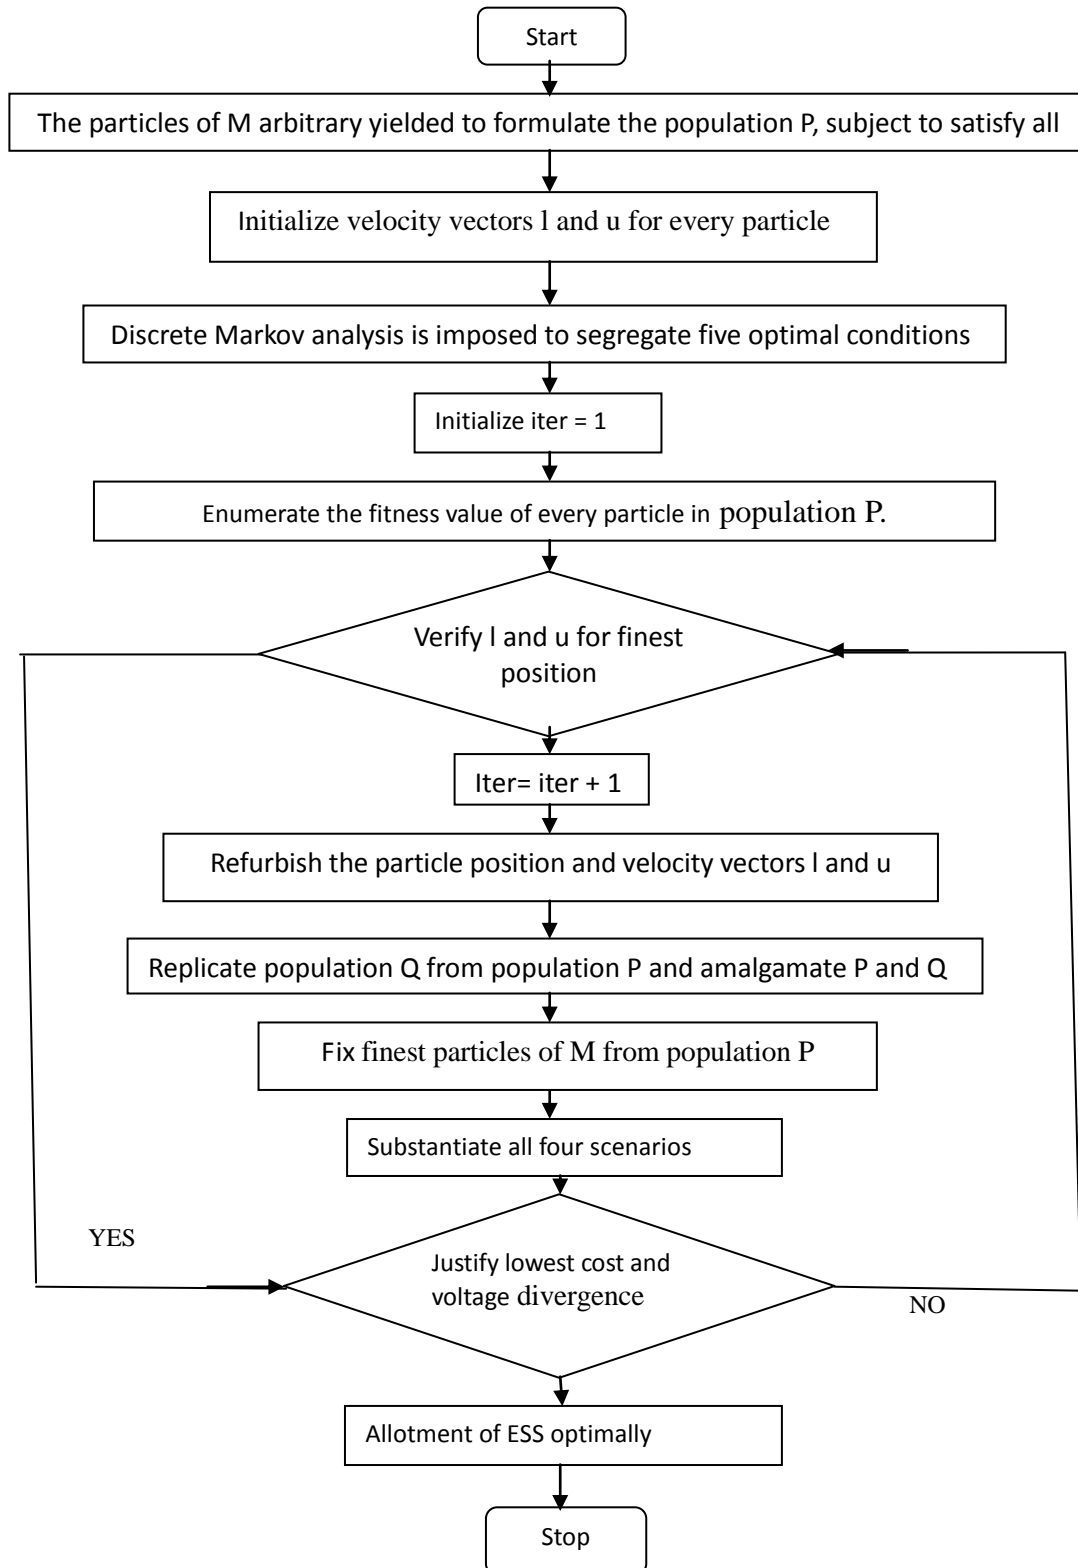 Start
The particles of M arbitrary yielded to formulate the population P, subject to satisfy all
Initialize velocity vectors l and u for every particle
Discrete Markov analysis is imposed to segregate five optimal conditions
Initialize iter = 1
Enumerate the fitness value of every particle in population P.
Verify l and u for finest
position
Iter= iter + 1
Refurbish the particle position and velocity vectors l and u
Replicate population Q from population P and amalgamate P and Q
Fix finest particles of M from population P
Substantiate all four scenarios
YES
Justify lowest cost and
voltage divergence
NO
Allotment of ESS optimally
Stop